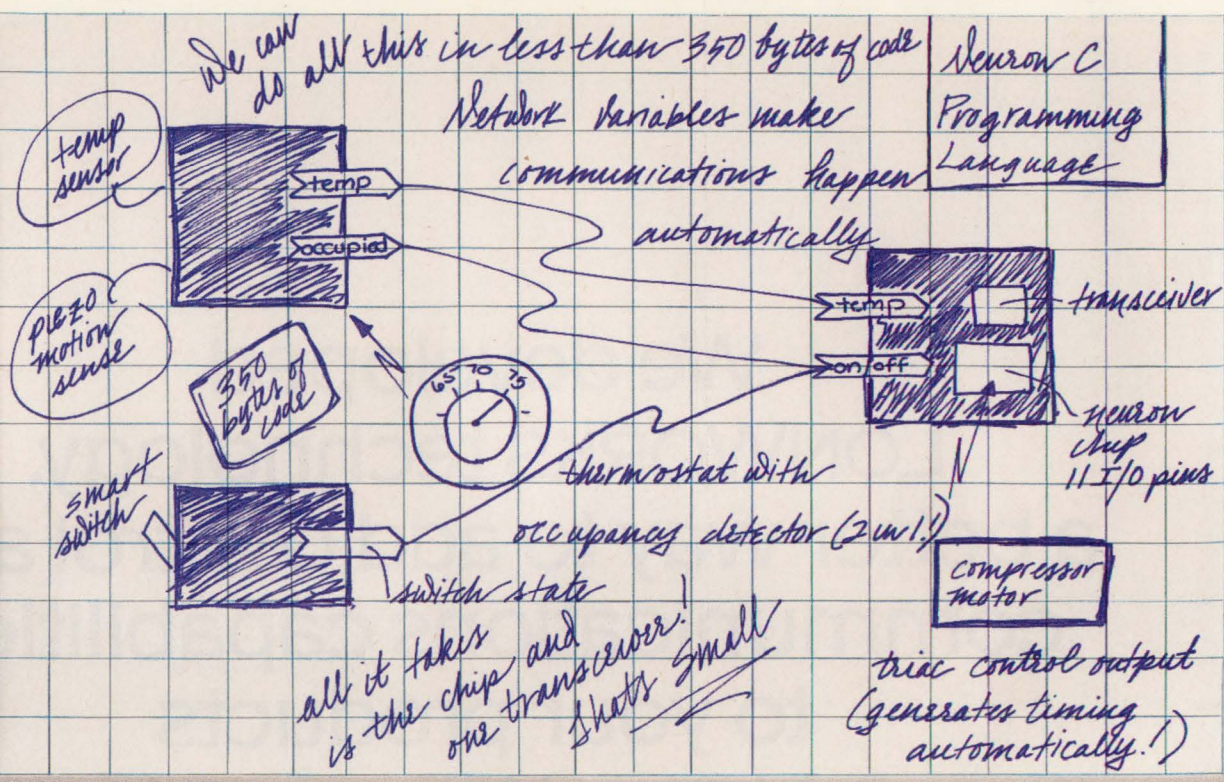 We can
do all this in less than 350 bytes of code
Network Variables make
communications happen
automatically
Neuron C
Programming
Language
temp
sensor
temp
occupied
piezo
motion
sense
350
bytes of
code
65 70 75
temp
on/off
transceiver
neuron
chip
11 I/O pins
smart
switch
thermostat with
occupancy detector (2 in 1!)
switch state
compressor
motor
all it takes
is the chip and
one transceiver!
that's small
triac control output
(generates timing
automatically!)